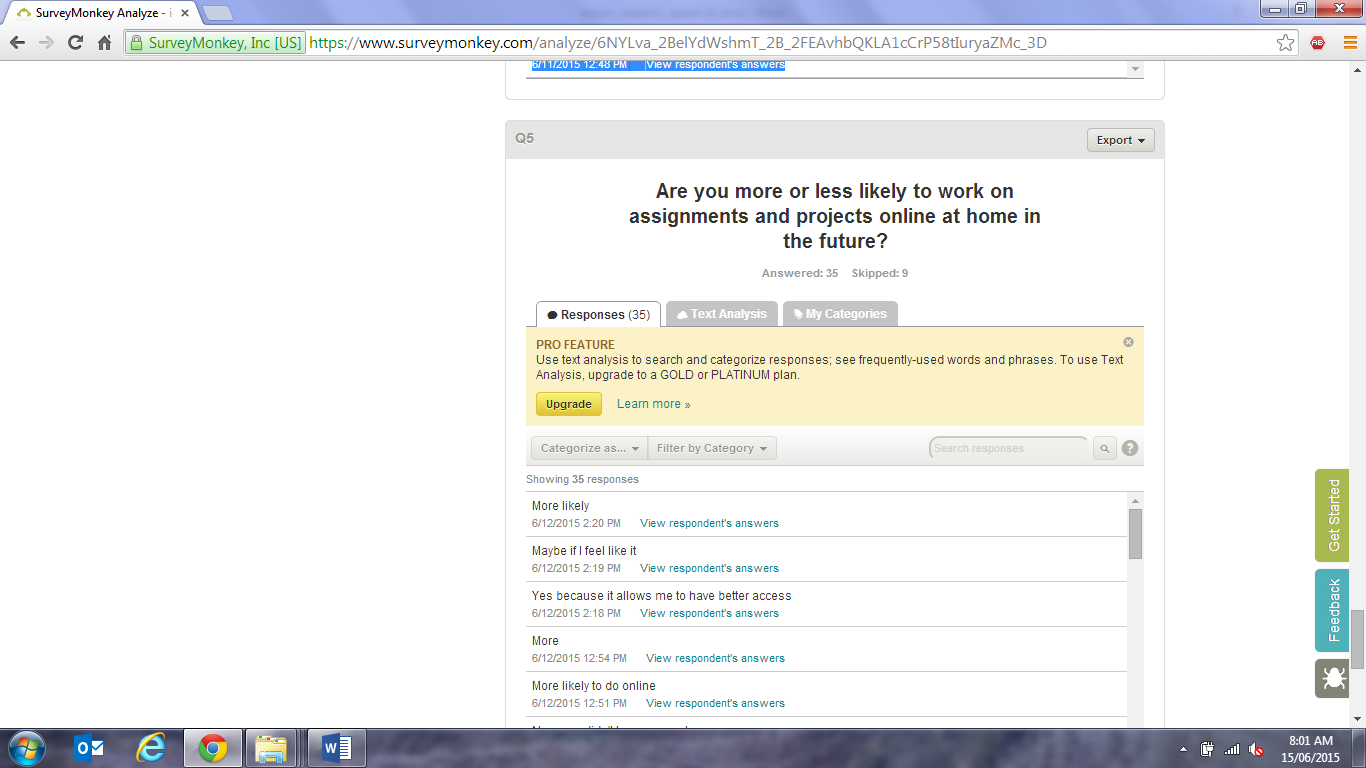 SurveyMonkey Analyze - i
SurveyMonkey, Inc [US] https://www.surveymonkey.com/analyze/6NYLva_2BelYdWshmT_2B_2FEAvhbQKLA1cCrP58tIuryaZMc_3D
6/11/2015 12:48 PM View respondent's answers
Q5
Export
Are you more or less likely to work on
assignments and projects online at home in
the future?
Answered: 35 Skipped: 9
Responses (35) Text Analysis My Categories
PRO FEATURE
Use text analysis to search and categorize responses; see frequently-used words and phrases. To use Text
Analysis, upgrade to a GOLD or PLATINUM plan.
Upgrade Learn more »
Categorize as... Filter by Category Search responses ?
Showing 35 responses
More likely
6/12/2015 2:20 PM View respondent's answers
Maybe if I feel like it
6/12/2015 2:19 PM View respondent's answers
Yes because it allows me to have better access
6/12/2015 2:18 PM View respondent's answers
More
6/12/2015 12:54 PM View respondent's answers
More likely to do online
6/12/2015 12:51 PM View respondent's answers
Get Started
Feedback
8:01 AM
15/06/2015